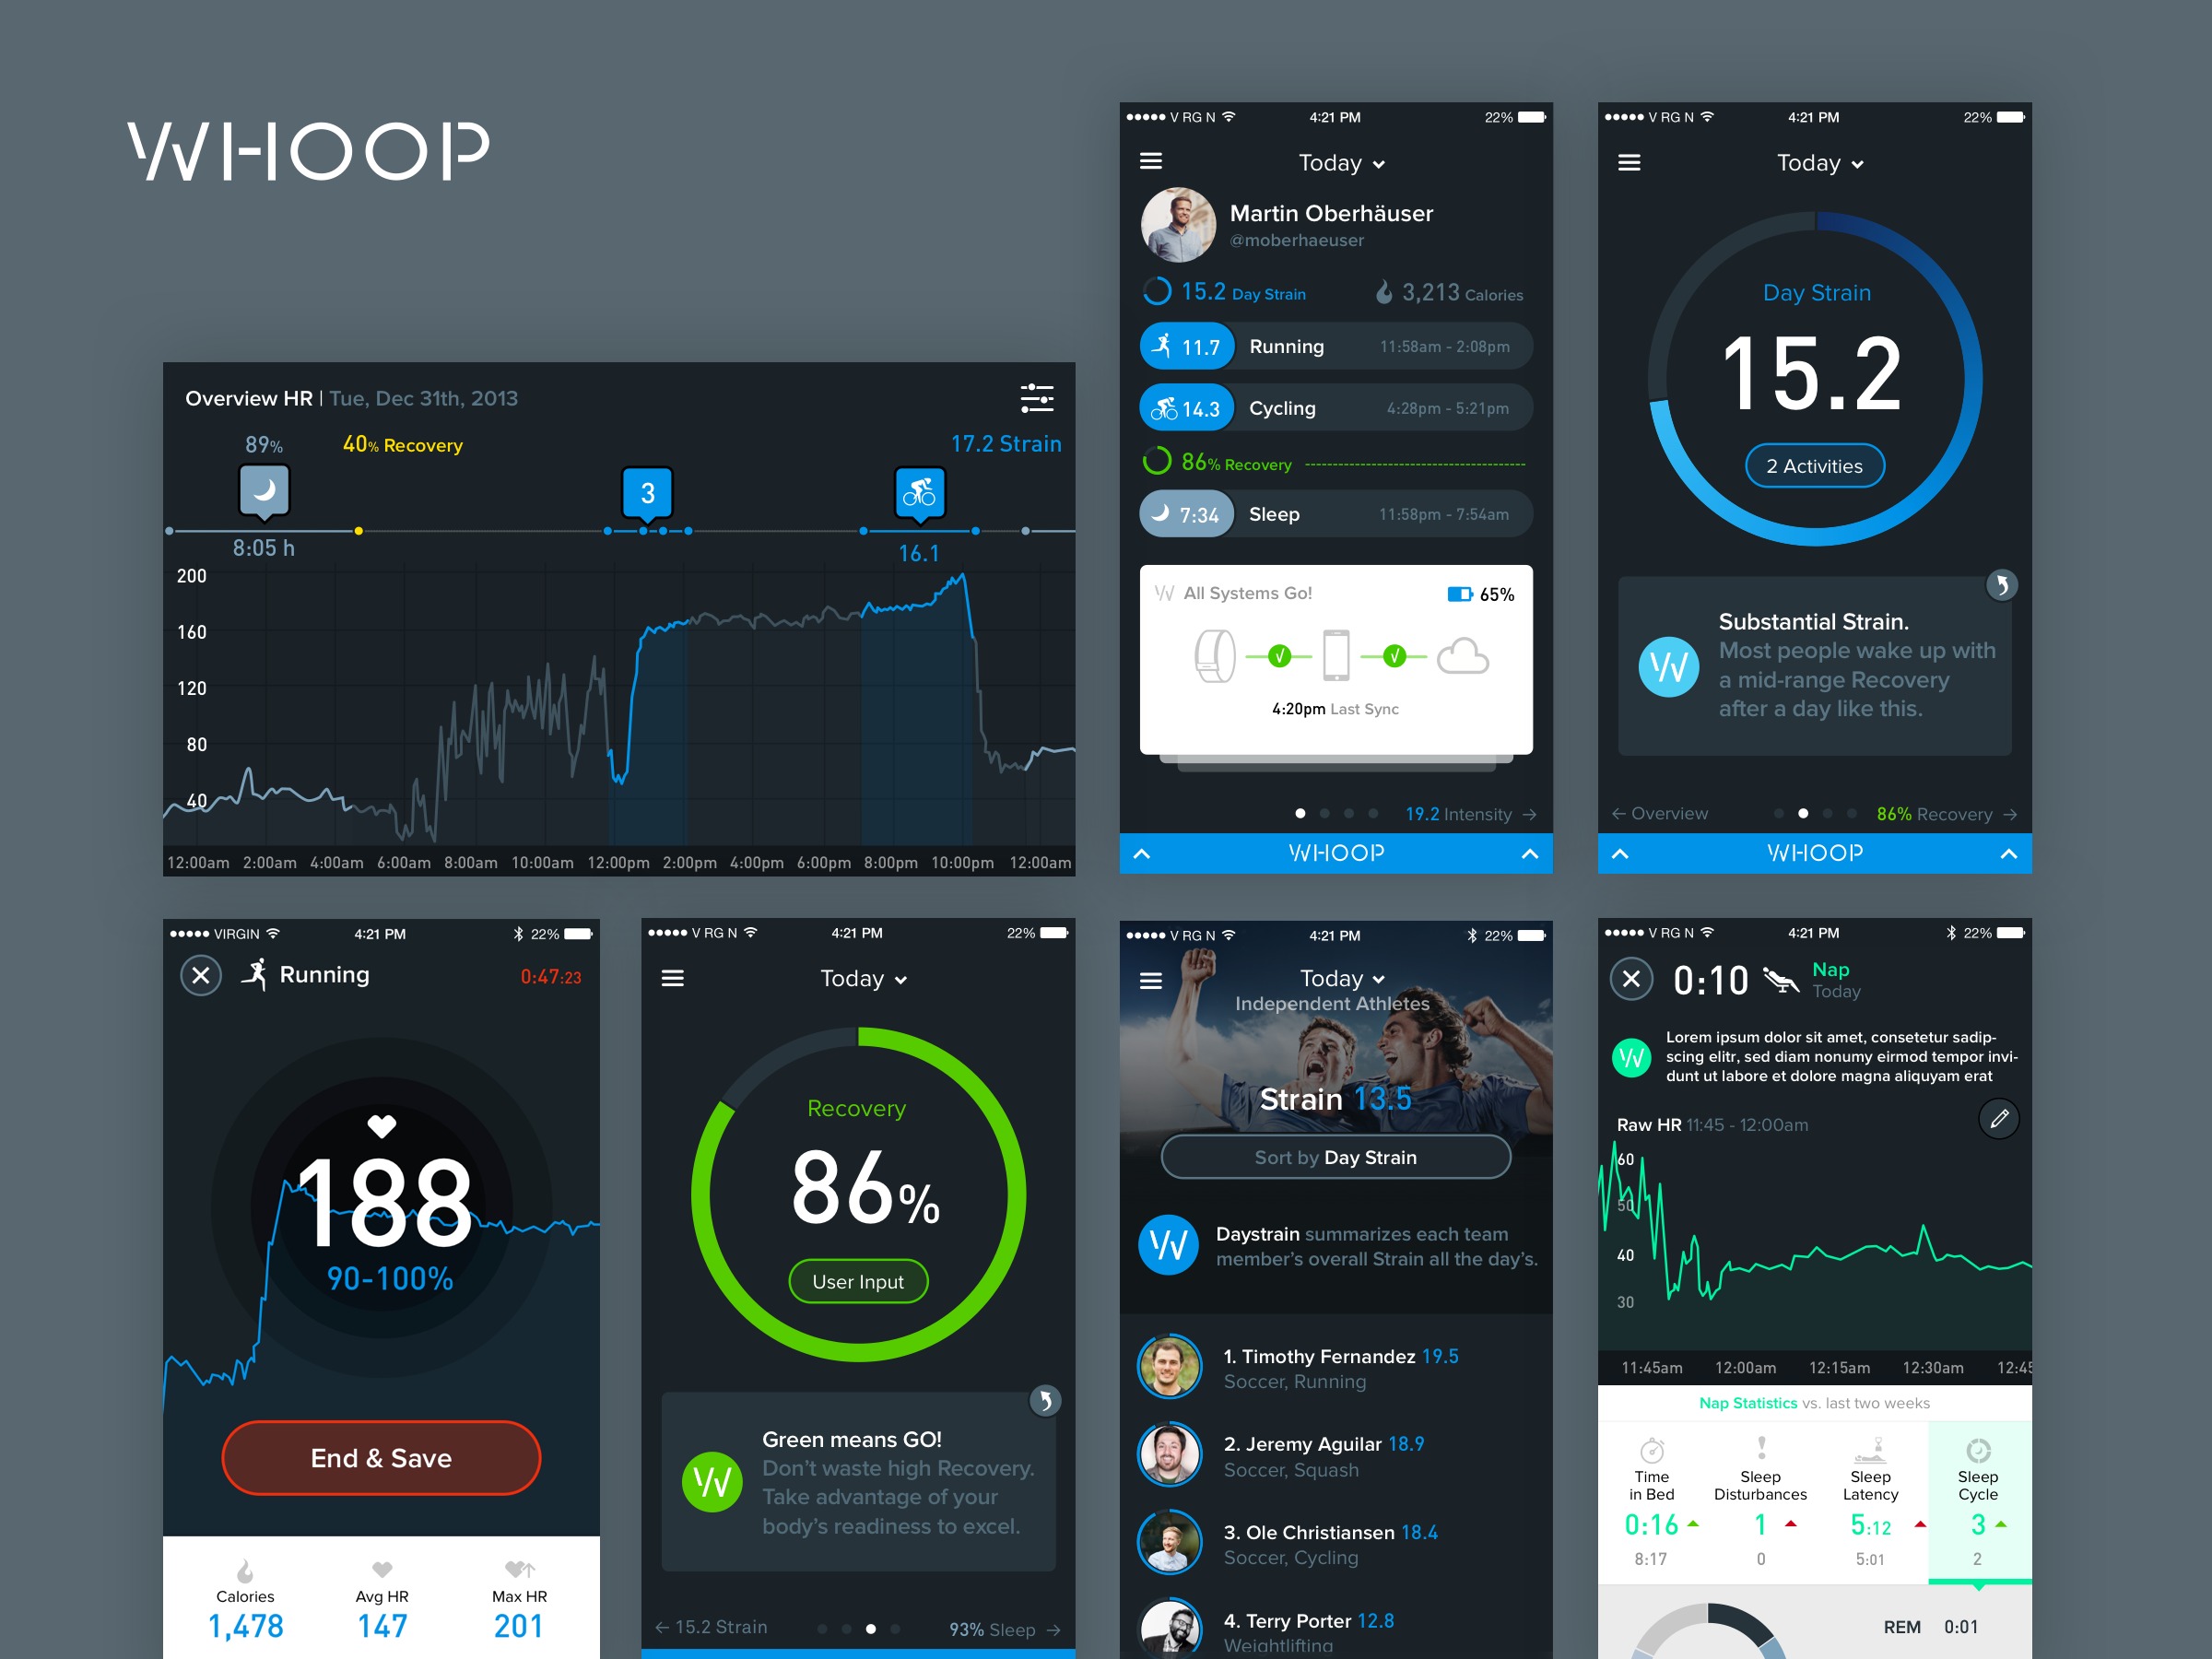 WHOOP
Overview HR | Tue, Dec 31th, 2013
89%
40% Recovery
17.2 Strain
3
8:05 h
16.1
200
160
120
80
40
12:00am 2:00am 4:00am 6:00am 8:00am 10:00am 12:00pm 2:00pm 4:00pm 6:00pm 8:00pm 10:00pm 12:00am
V RG N 4:21 PM 22%
Today
Martin Oberhäuser
@moberhaeuser
15.2 Day Strain 3,213 Calories
11.7 Running 11:58am - 2:08pm
14.3 Cycling 4:28pm - 5:21pm
86% Recovery
7:34 Sleep 11:58pm - 7:54am
All Systems Go! 65%
4:20pm Last Sync
19.2 Intensity →
WHOOP
V RG N 4:21 PM 22%
Today
Day Strain
15.2
2 Activities
Substantial Strain.
Most people wake up with
a mid-range Recovery
after a day like this.
← Overview 86% Recovery →
WHOOP
VIRGIN 4:21 PM 22%
Running 0:47:23
188
90-100%
End & Save
Calories Avg HR Max HR
1,478 147 201
V RG N 4:21 PM 22%
Today
Recovery
86%
User Input
Green means GO!
Don't waste high Recovery.
Take advantage of your
body's readiness to excel.
← 15.2 Strain 93% Sleep →
V RG N 4:21 PM 22%
Today
Independent Athletes
Strain 13.5
Sort by Day Strain
Daystrain summarizes each team
member's overall Strain all the day's.
1. Timothy Fernandez 19.5
Soccer, Running
2. Jeremy Aguilar 18.9
Soccer, Squash
3. Ole Christiansen 18.4
Soccer, Cycling
4. Terry Porter 12.8
Weightlifting
V RG N 4:21 PM 22%
0:10 Nap
Today
Lorem ipsum dolor sit amet, consetetur sadip-
scing elitr, sed diam nonumy eirmod tempor invi-
dunt ut labore et dolore magna aliquyam erat
Raw HR 11:45 - 12:00am
60
50
40
30
11:45am 12:00am 12:15am 12:30am 12:45
Nap Statistics vs. last two weeks
Time
in Bed
0:16
8:17
Sleep
Disturbances
1
0
Sleep
Latency
5:12
5:01
Sleep
Cycle
3
2
REM 0:01